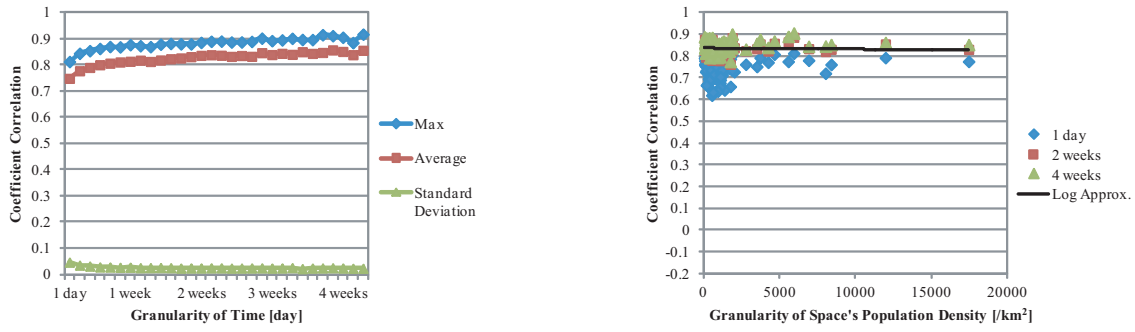 1
0.9
0.8
0.7
0.6
0.5
0.4
0.3
0.2
0.1
0
Coefficient Correlation
1 day 1 week 2 weeks 3 weeks 4 weeks
Granularity of Time [day]
Max
Average
Standard
Deviation
1
0.9
0.8
0.7
0.6
0.5
0.4
0.3
0.2
0.1
0
-0.1
-0.2
Coefficient Correlation
0 5000 10000 15000 20000
Granularity of Space's Population Density [/km²]
1 day
2 weeks
4 weeks
Log Approx.